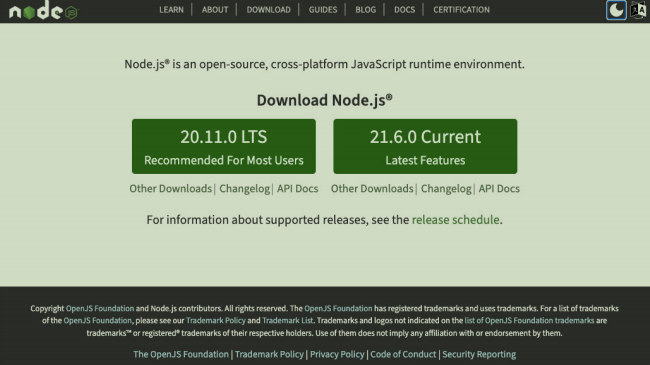 node JS
LEARN | ABOUT | DOWNLOAD | GUIDES | BLOG | DOCS | CERTIFICATION
Node.js® is an open-source, cross-platform JavaScript runtime environment.
Download Node.js®
20.11.0 LTS
Recommended For Most Users
21.6.0 Current
Latest Features
Other Downloads | Changelog | API Docs
Other Downloads | Changelog | API Docs
For information about supported releases, see the release schedule.
Copyright OpenJS Foundation and Node.js contributors. All rights reserved. The OpenJS Foundation has registered trademarks and uses trademarks. For a list of trademarks
of the OpenJS Foundation, please see our Trademark Policy and Trademark List. Trademarks and logos not indicated on the list of OpenJS Foundation trademarks are
trademarks™ or registered® trademarks of their respective holders. Use of them does not imply any affiliation with or endorsement by them.
The OpenJS Foundation | Trademark Policy | Privacy Policy | Code of Conduct | Security Reporting